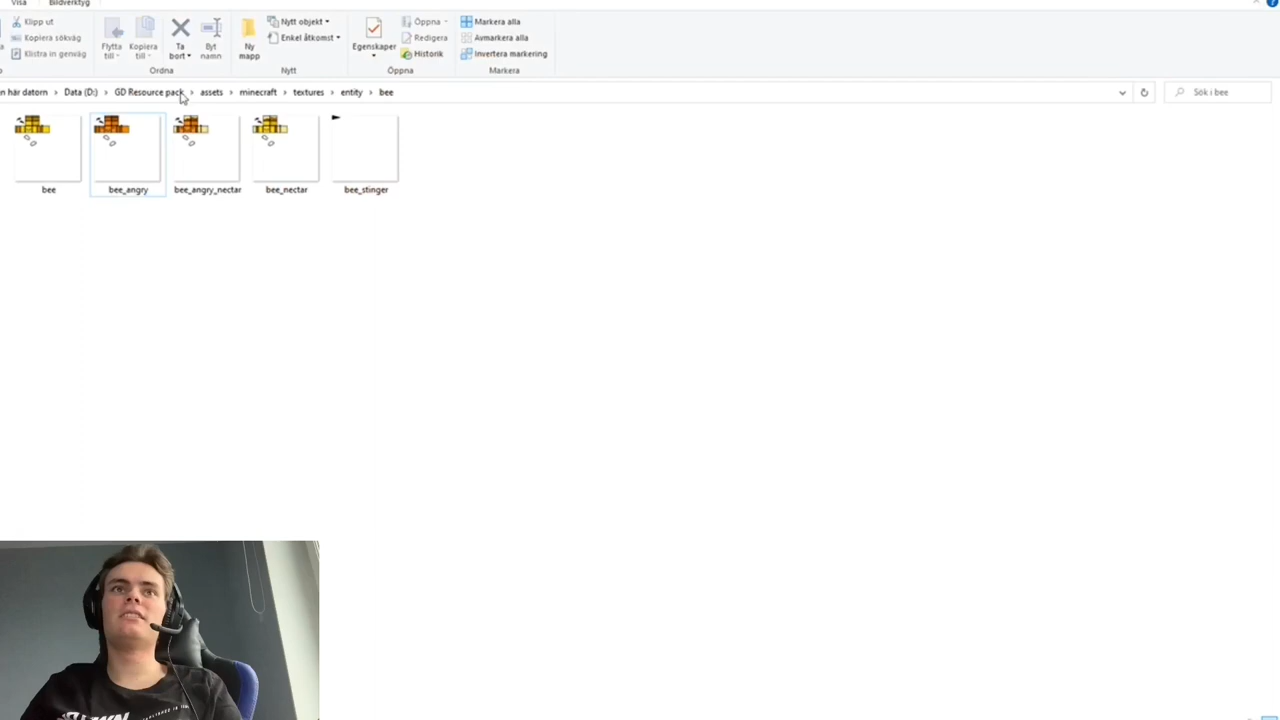 Visa Bildverktyg
Klipp ut
Kopiera sökväg
Klistra in genväg
Flytta till
Kopiera till
Ta bort
Byt namn
Ordna
Ny mapp
Nytt objekt
Enkel åtkomst
Nytt
Egenskaper
Öppna
Redigera
Historik
Öppna
Markera alla
Avmarkera alla
Invertera markering
Markera
n här datorn > Data (D:) > GD Resource pack > assets > minecraft > textures > entity > bee
Sök i bee
bee
bee_angry
bee_angry_nectar
bee_nectar
bee_stinger